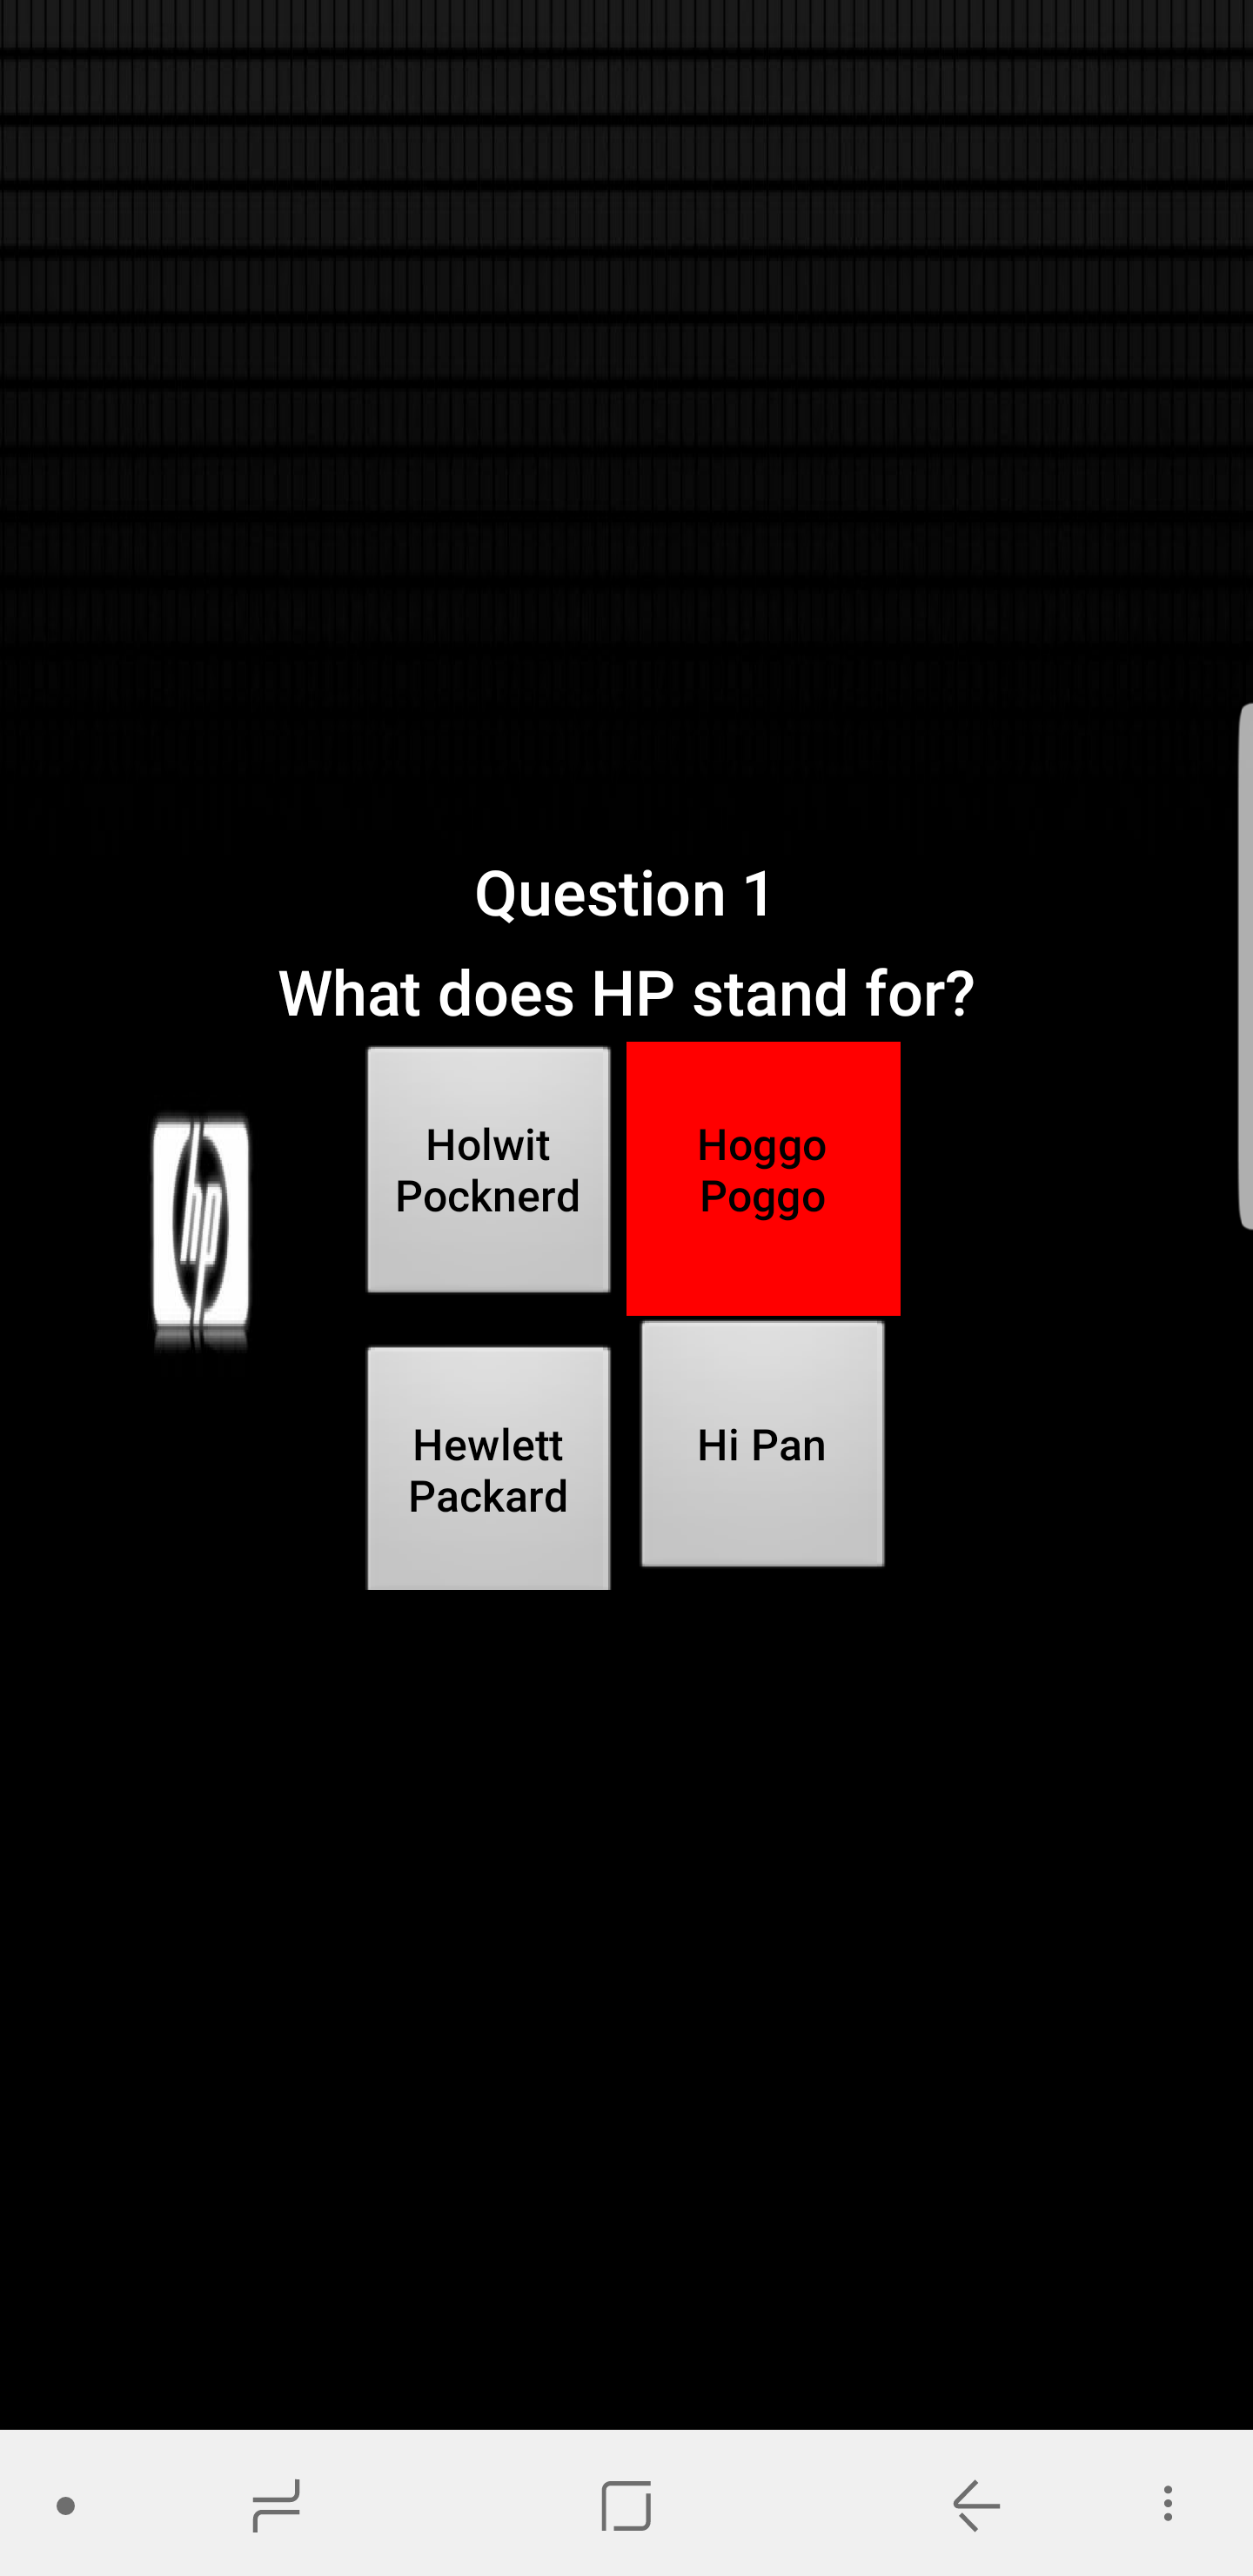 Question 1
What does HP stand for?
hp
Holwit
Pocknerd
Hoggo
Poggo
Hewlett
Packard
Hi Pan